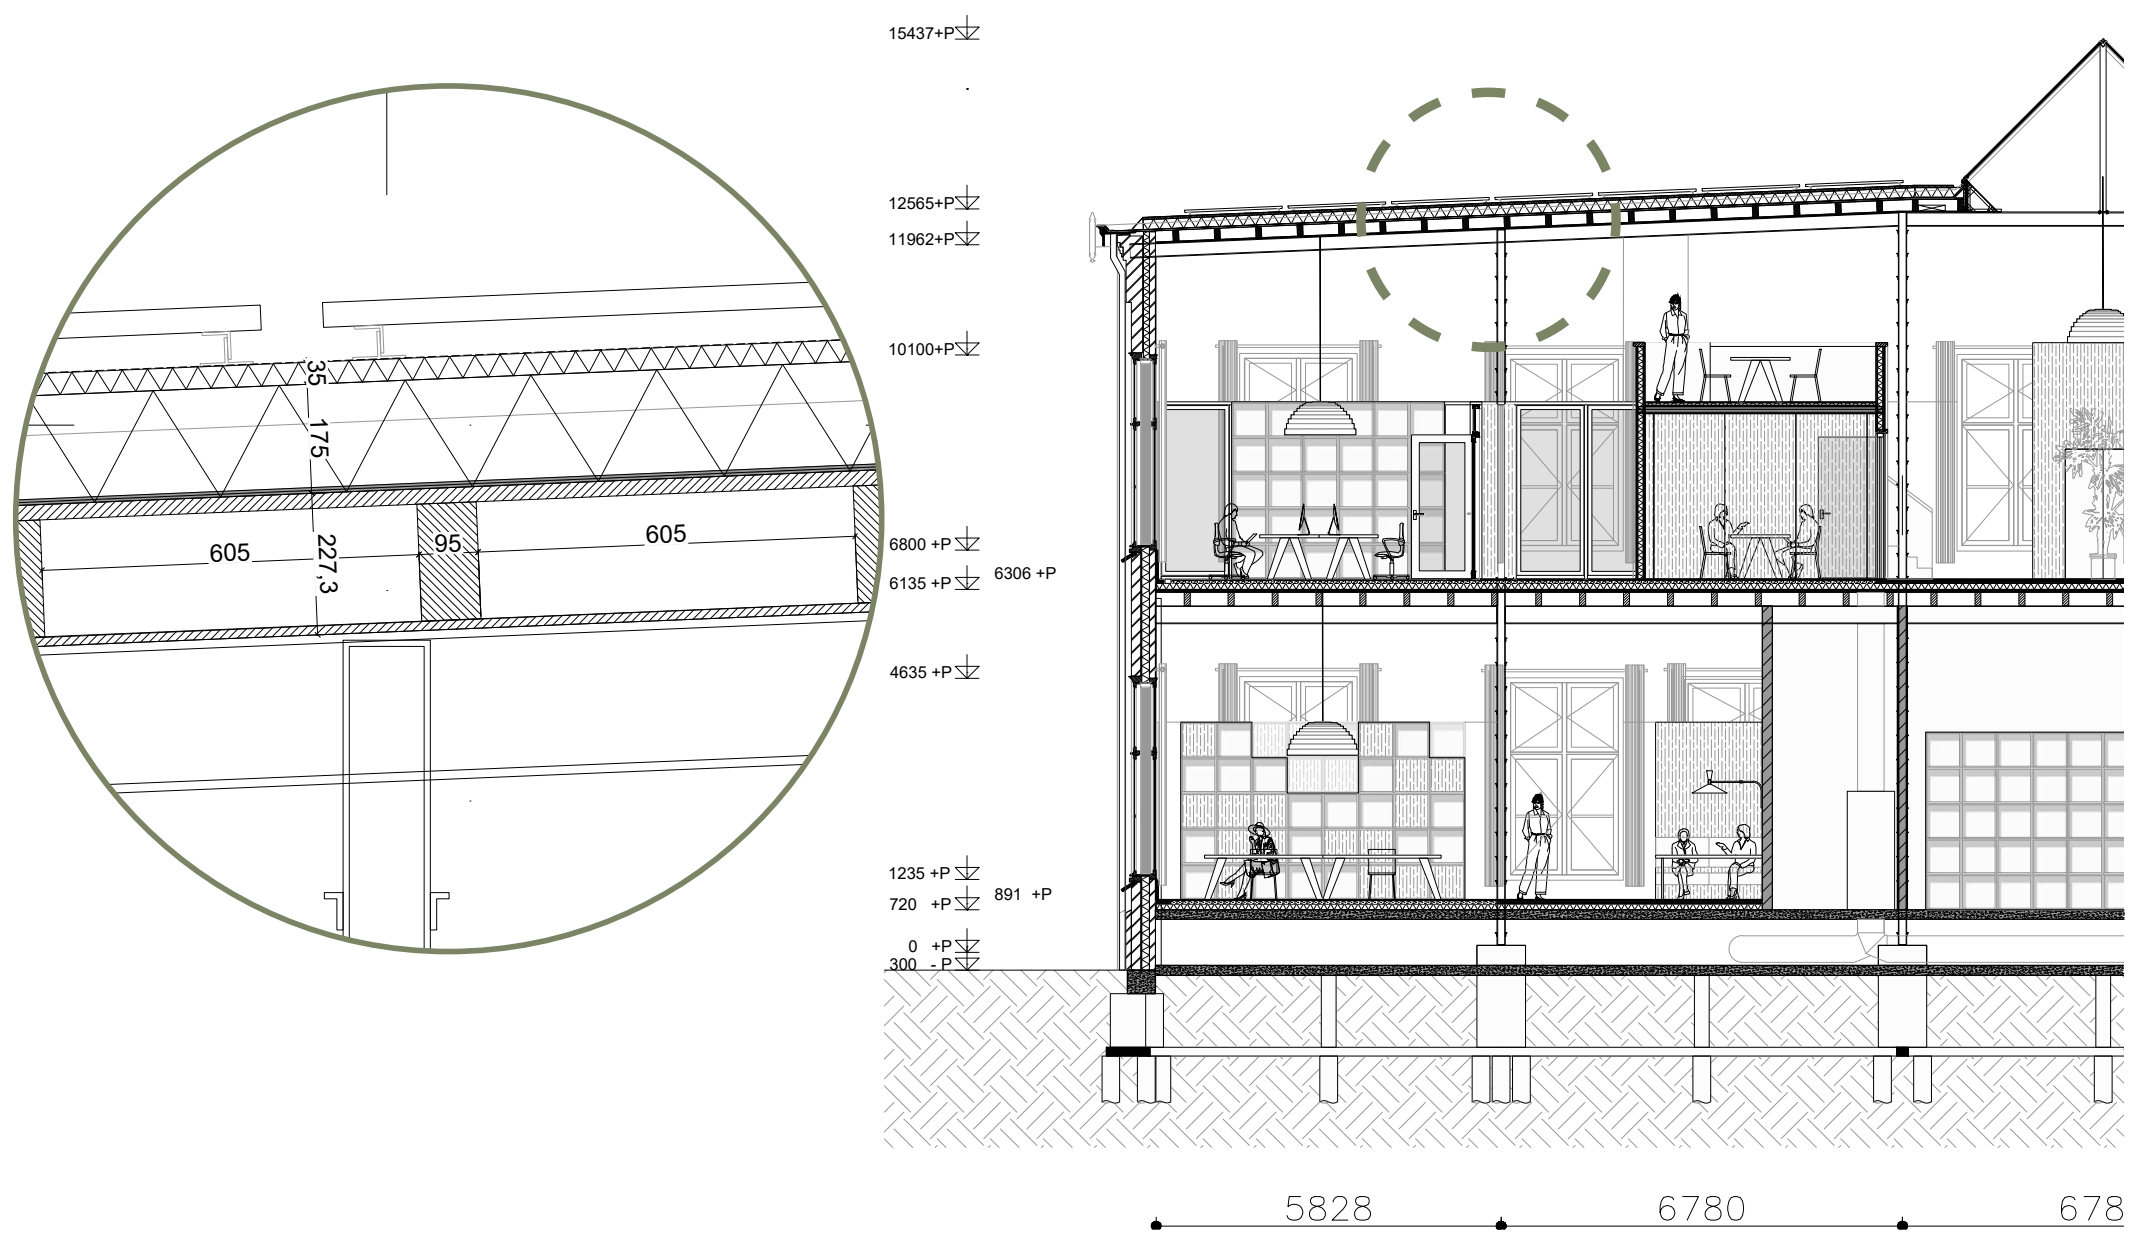 15437+P
12565+P
11962+P
10100+P
35
175
605
95
605
227,3
6800 +P
6306 +P
6135 +P
4635 +P
1235 +P
891 +P
720 +P
0 +P
300 - P
5828
6780
678